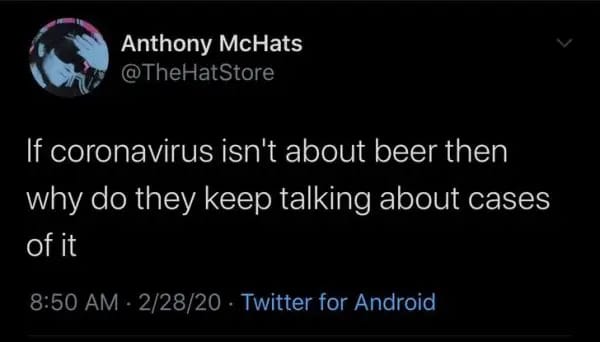 Anthony McHats
@TheHatStore
If coronavirus isn't about beer then
why do they keep talking about cases
of it
8:50 AM · 2/28/20 · Twitter for Android